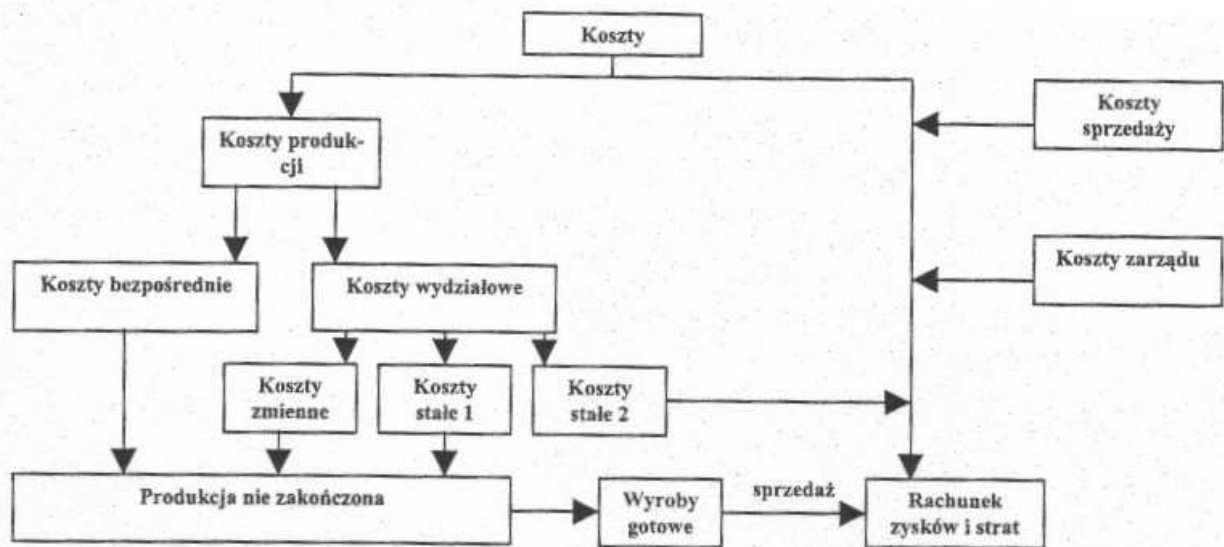 Koszty
Koszty produk-
cji
Koszty
sprzedaży
Koszty bezpośrednie
Koszty wydziałowe
Koszty zarządu
Koszty
zmienne
Koszty
stałe 1
Koszty
stałe 2
Produkcja nie zakończona
Wyroby
gotowe
sprzedaż
Rachunek
zysków i strat